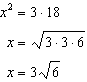 x² = 3 · 18
x = √(3 · 3 · 6)
x = 3√6